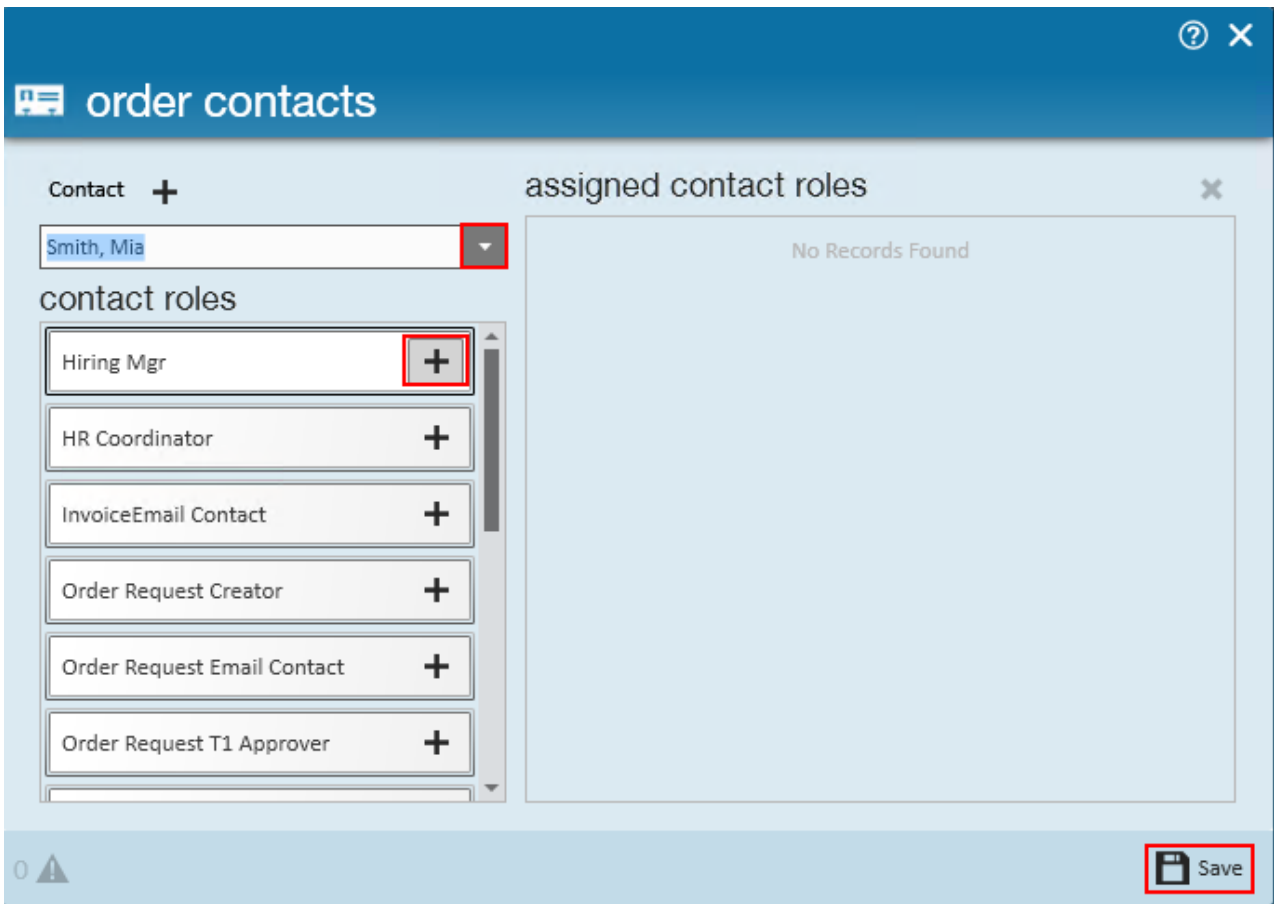 order contacts
Contact
Smith, Mia
contact roles
Hiring Mgr
HR Coordinator
InvoiceEmail Contact
Order Request Creator
Order Request Email Contact
Order Request T1 Approver
assigned contact roles
No Records Found
0
Save